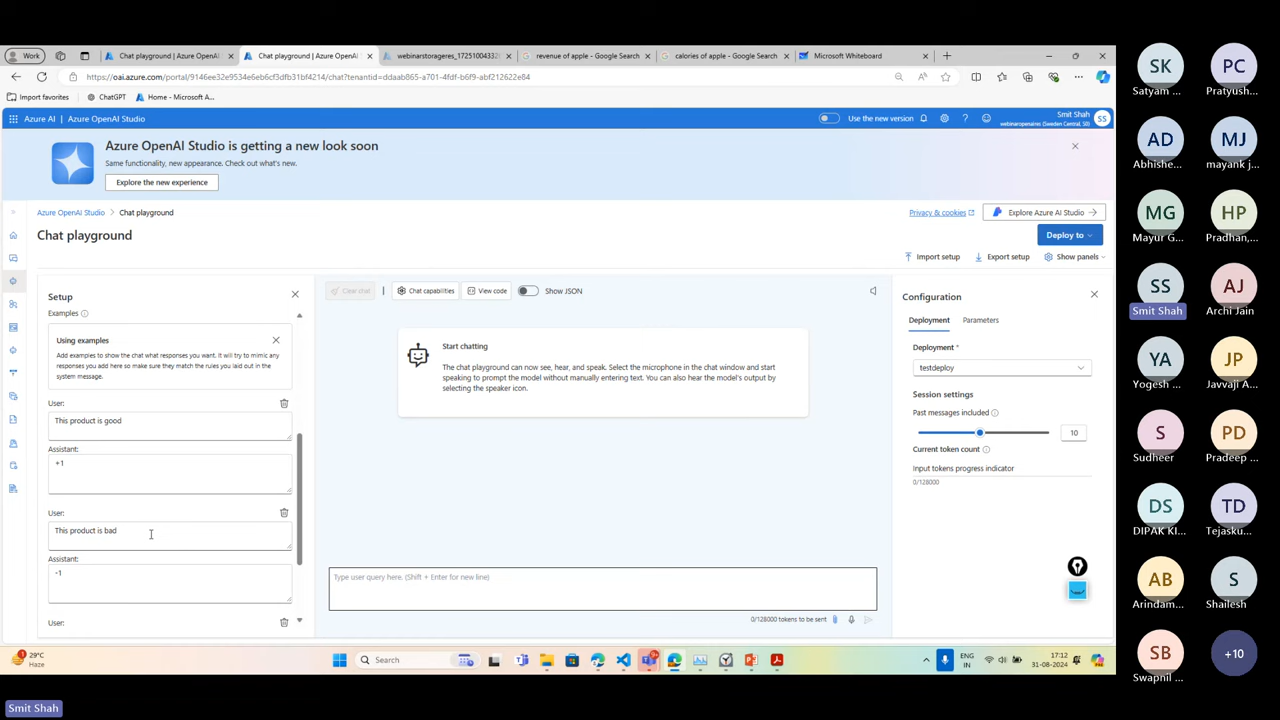 Work
Chat playground | Azure OpenAI
Chat playground | Azure OpenAI S
webinarstorageres_17251004332
revenue of apple - Google Search
calories of apple - Google Search
Microsoft Whiteboard
https://oai.azure.com/portal/9146ee32e9534e6eb6cf3dfb31bf4214/chat?tenantid=ddaab865-a701-4fdf-b6f9-abf212622e84
Import favorites
ChatGPT
Home - Microsoft A...
Azure AI | Azure OpenAI Studio
Use the new version
Smit Shah
webinaropenaires (Sweden Central, S0)
SS
Azure OpenAI Studio is getting a new look soon
Same functionality, new appearance. Check out what's new.
Explore the new experience
Azure OpenAI Studio > Chat playground
Privacy & cookies
Explore Azure AI Studio
Chat playground
Deploy to
Import setup
Export setup
Show panels
Setup
Examples
Using examples
Add examples to show the chat what responses you want. It will try to mimic any
responses you add here so make sure they match the rules you laid out in the
system message.
User:
This product is good
Assistant:
+1
User:
This product is bad
Assistant:
-1
User:
Clear chat
Chat capabilities
View code
Show JSON
Start chatting
The chat playground can now see, hear, and speak. Select the microphone in the chat window and start
speaking to prompt the model without manually entering text. You can also hear the model's output by
selecting the speaker icon.
Type user query here. (Shift + Enter for new line)
0/128000 tokens to be sent
Configuration
Deployment
Parameters
Deployment *
testdeploy
Session settings
Past messages included
10
Current token count
Input tokens progress indicator
0/128000
1
29°C
Haze
Search
ENG
IN
17:12
31-08-2024
SK
Satyam ...
PC
Pratyush...
AD
Abhishe...
MJ
mayank j...
MG
Mayur G...
HP
Pradhan,...
SS
Smit Shah
AJ
Archi Jain
YA
Yogesh ...
JP
Javvaji A...
S
Sudheer
PD
Pradeep ...
DS
DIPAK KI...
TD
Tejasku...
AB
Arindam...
S
Shailesh
SB
Swapnil ...
+10
Smit Shah